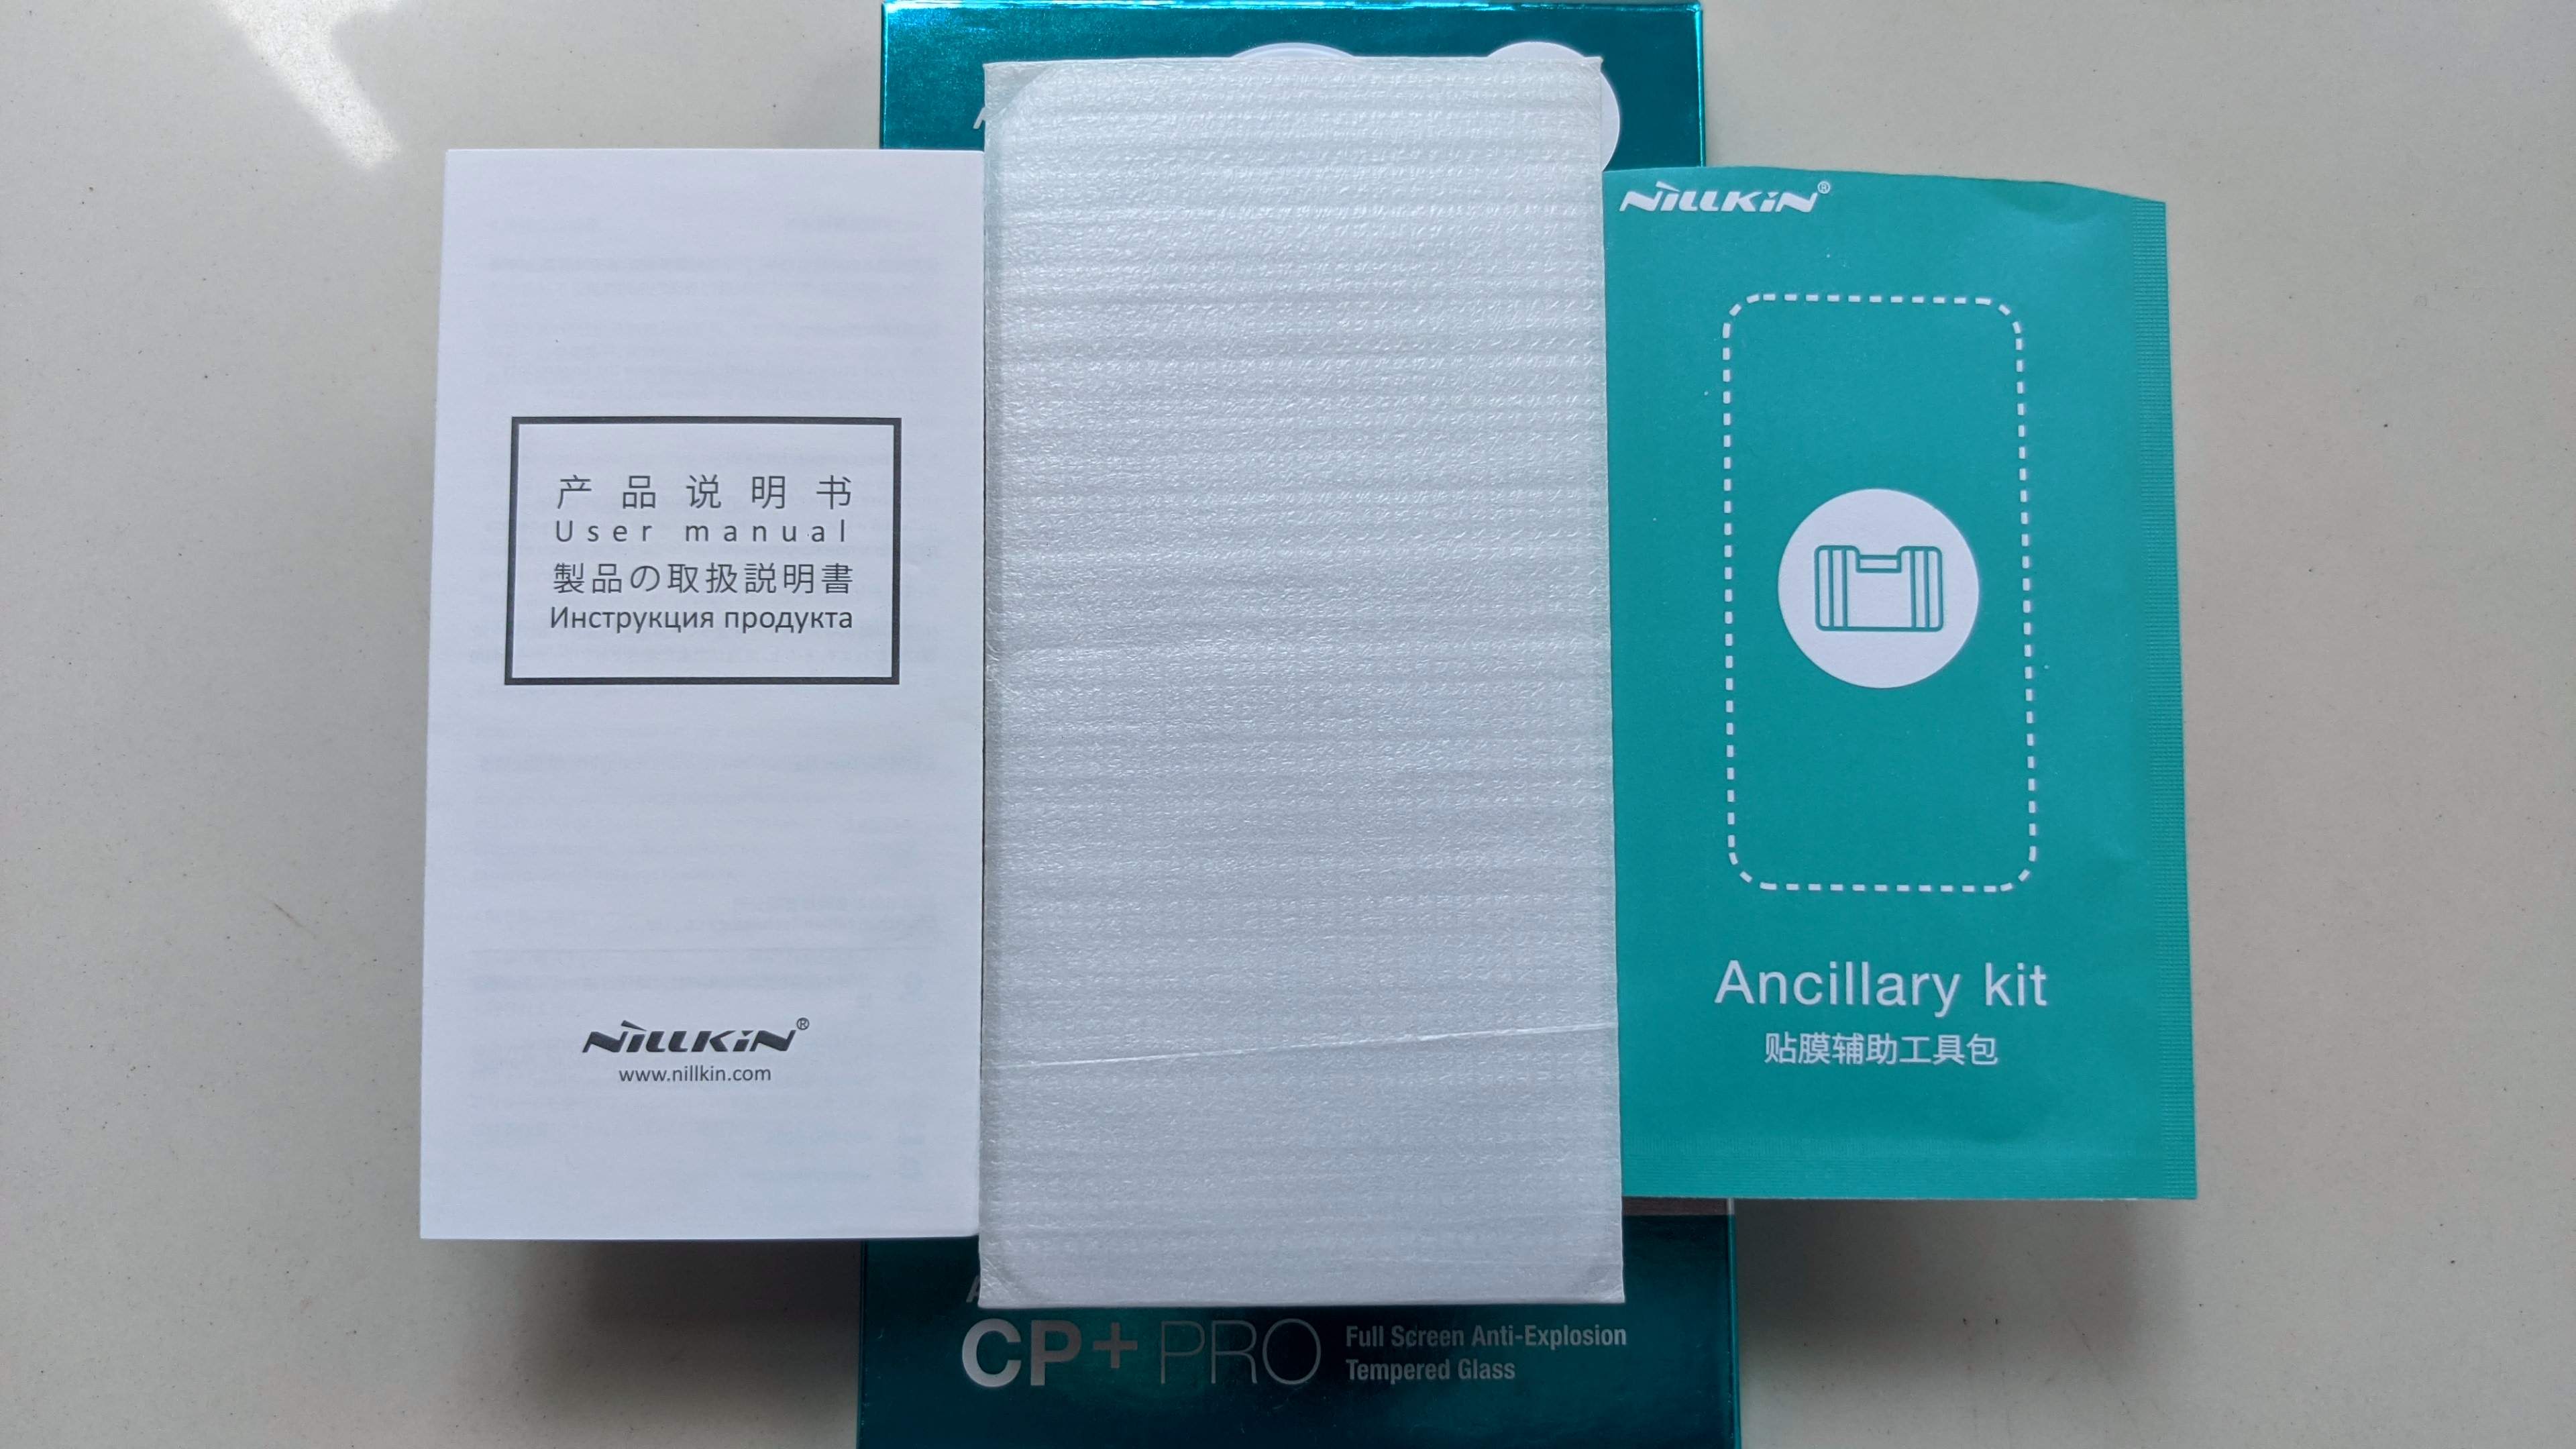 产品说明书
User manual
製品の取扱説明書
Инструкция продукта
NILLKIN®
www.nillkin.com
NILLKIN®
Ancillary kit
贴膜辅助工具包
CP+PRO
Full Screen Anti-Explosion
Tempered Glass